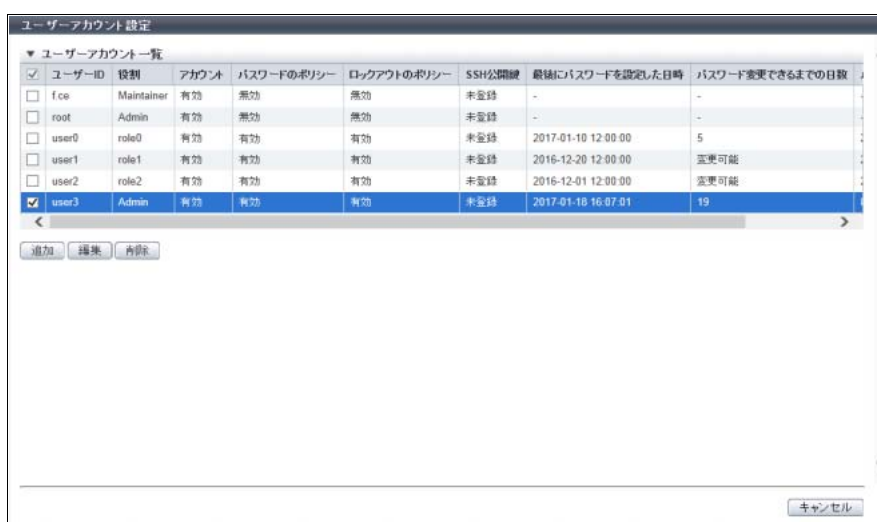 ユーザーアカウント設定
▼ ユーザーアカウント一覧
ユーザーID 役割 アカウント パスワードのポリシー ロックアウトのポリシー SSH公開鍵 最後にパスワードを設定した日時 パスワード変更できるまでの日数
f.ce Maintainer 有効 無効 無効 未登録 - -
root Admin 有効 無効 無効 未登録 - -
user0 role0 有効 有効 有効 未登録 2017-01-10 12:00:00 5
user1 role1 有効 有効 有効 未登録 2016-12-20 12:00:00 変更可能
user2 role2 有効 有効 有効 未登録 2016-12-01 12:00:00 変更可能
user3 Admin 有効 有効 有効 未登録 2017-01-18 16:07:01 19
追加 編集 削除
キャンセル